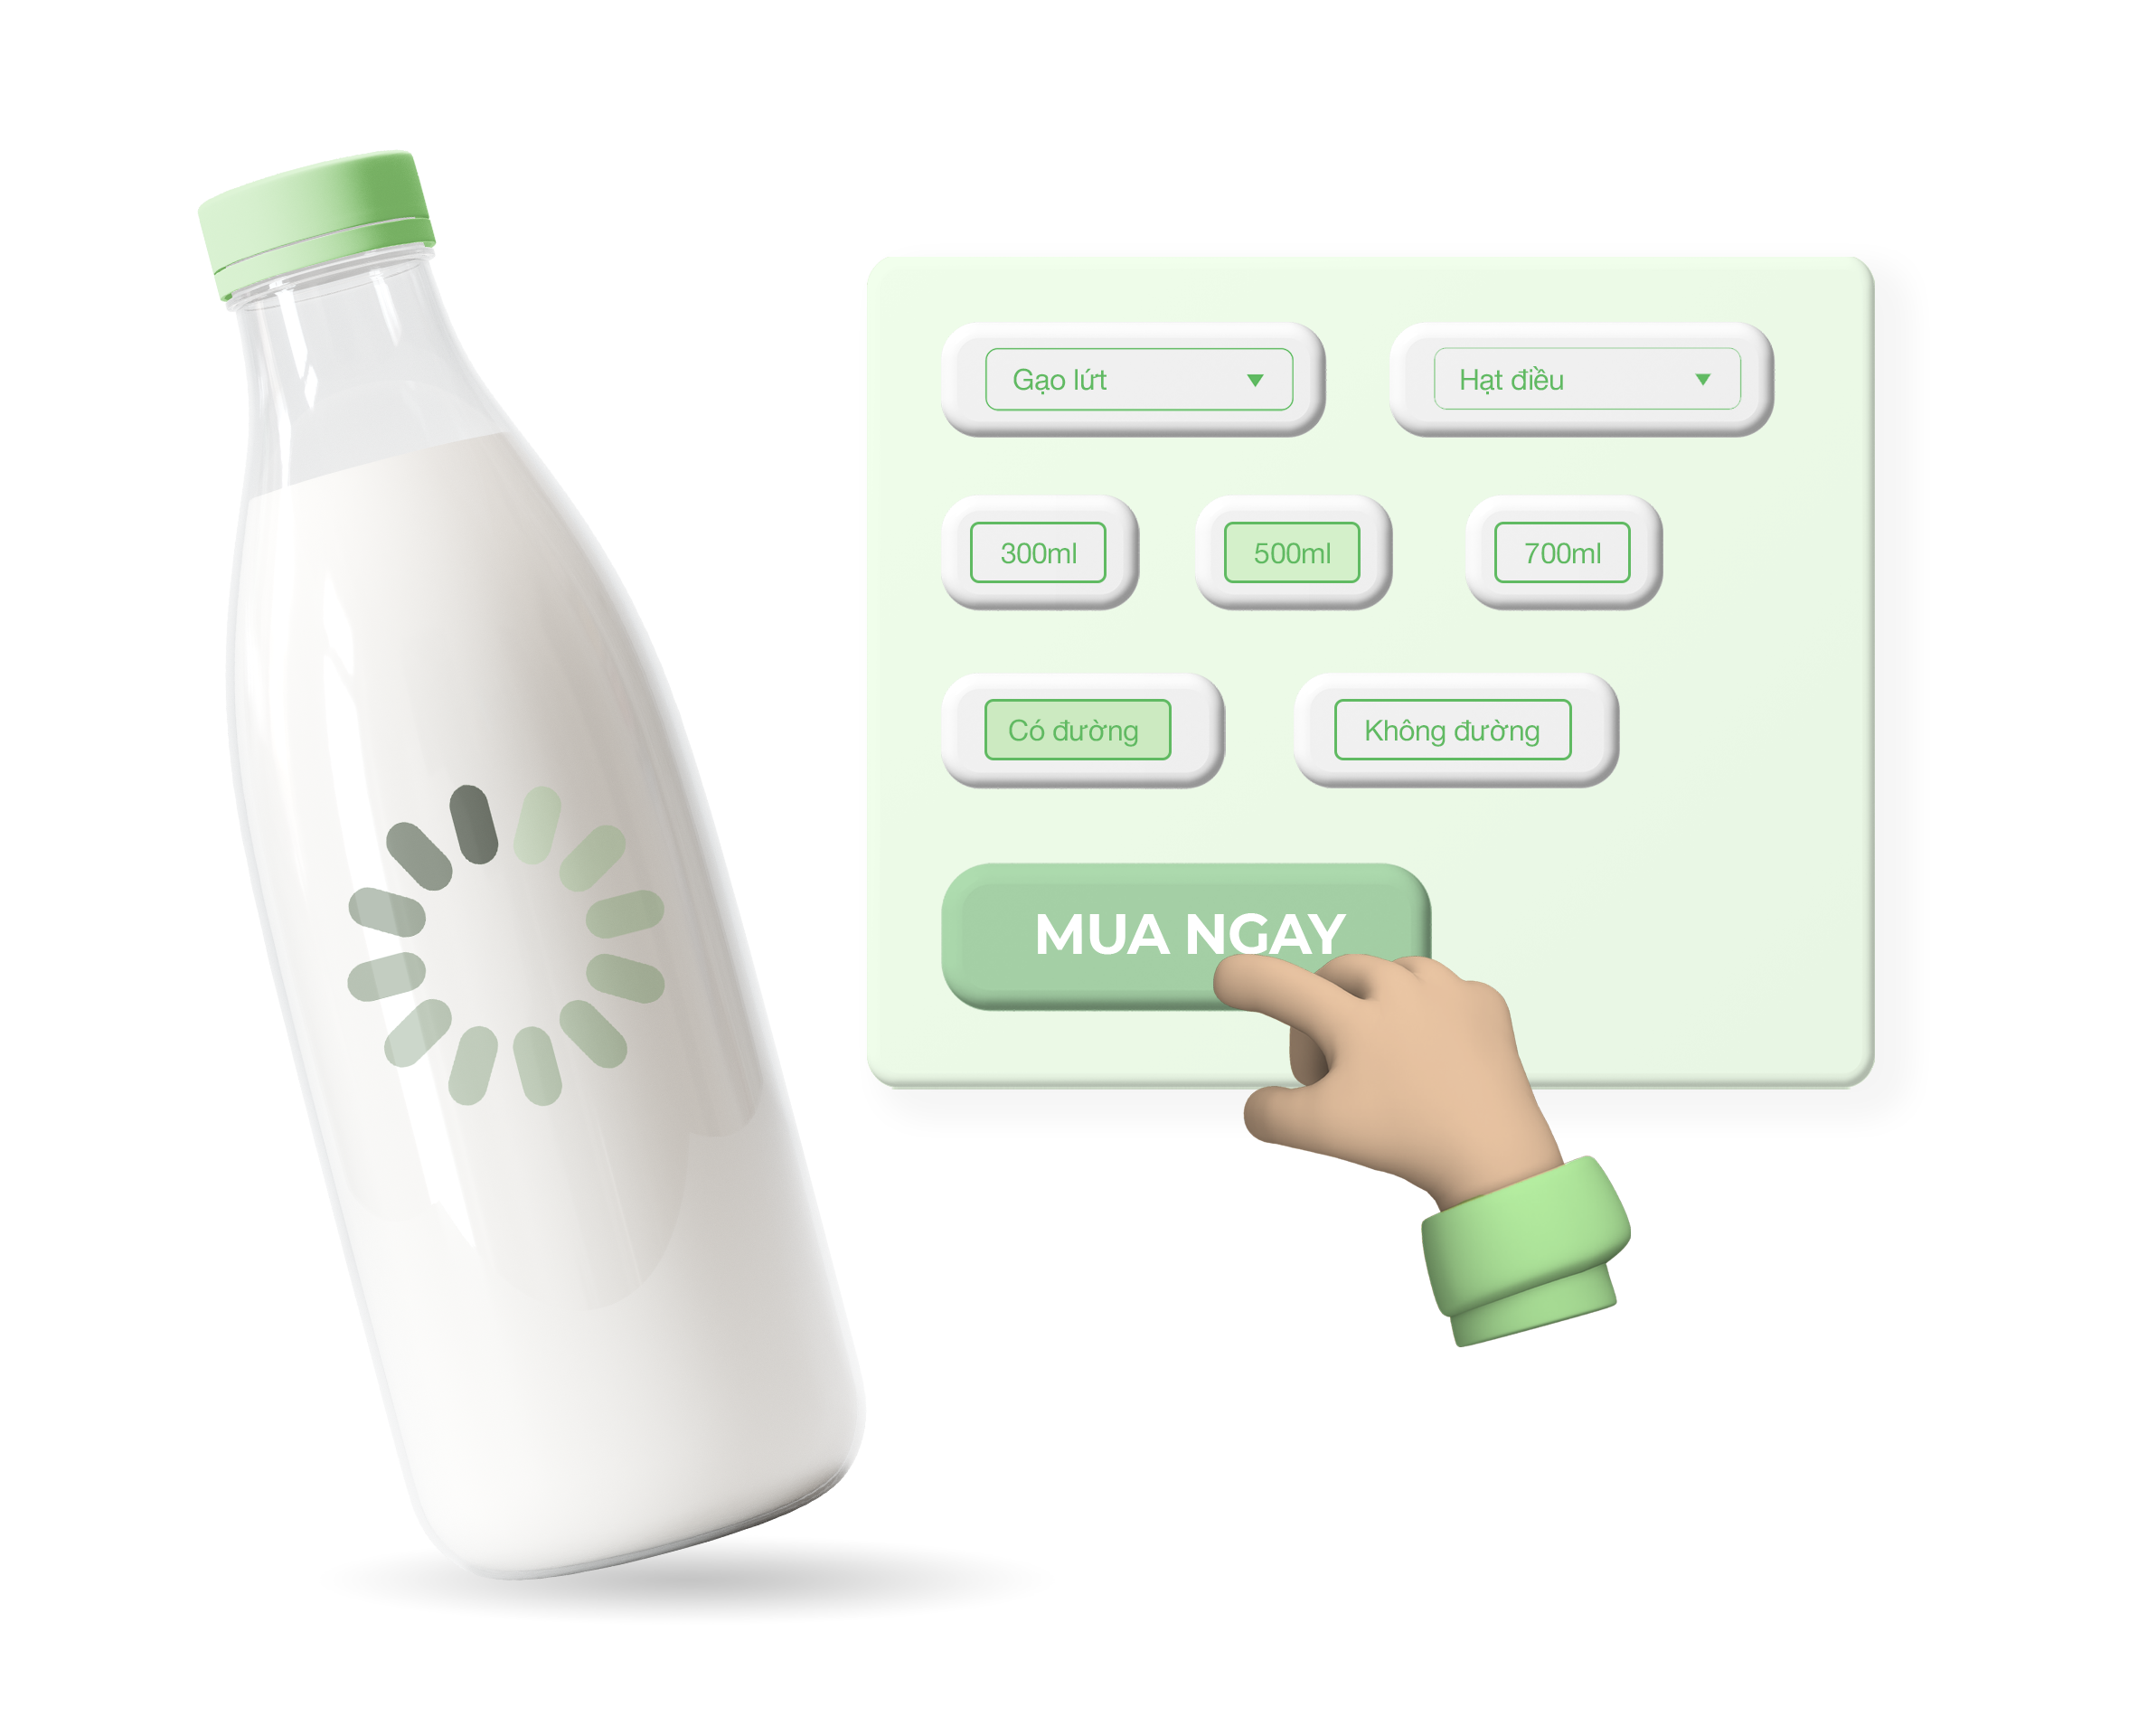 Gạo lứt
Hạt điều
300ml
500ml
700ml
Có đường
Không đường
MUA NGAY